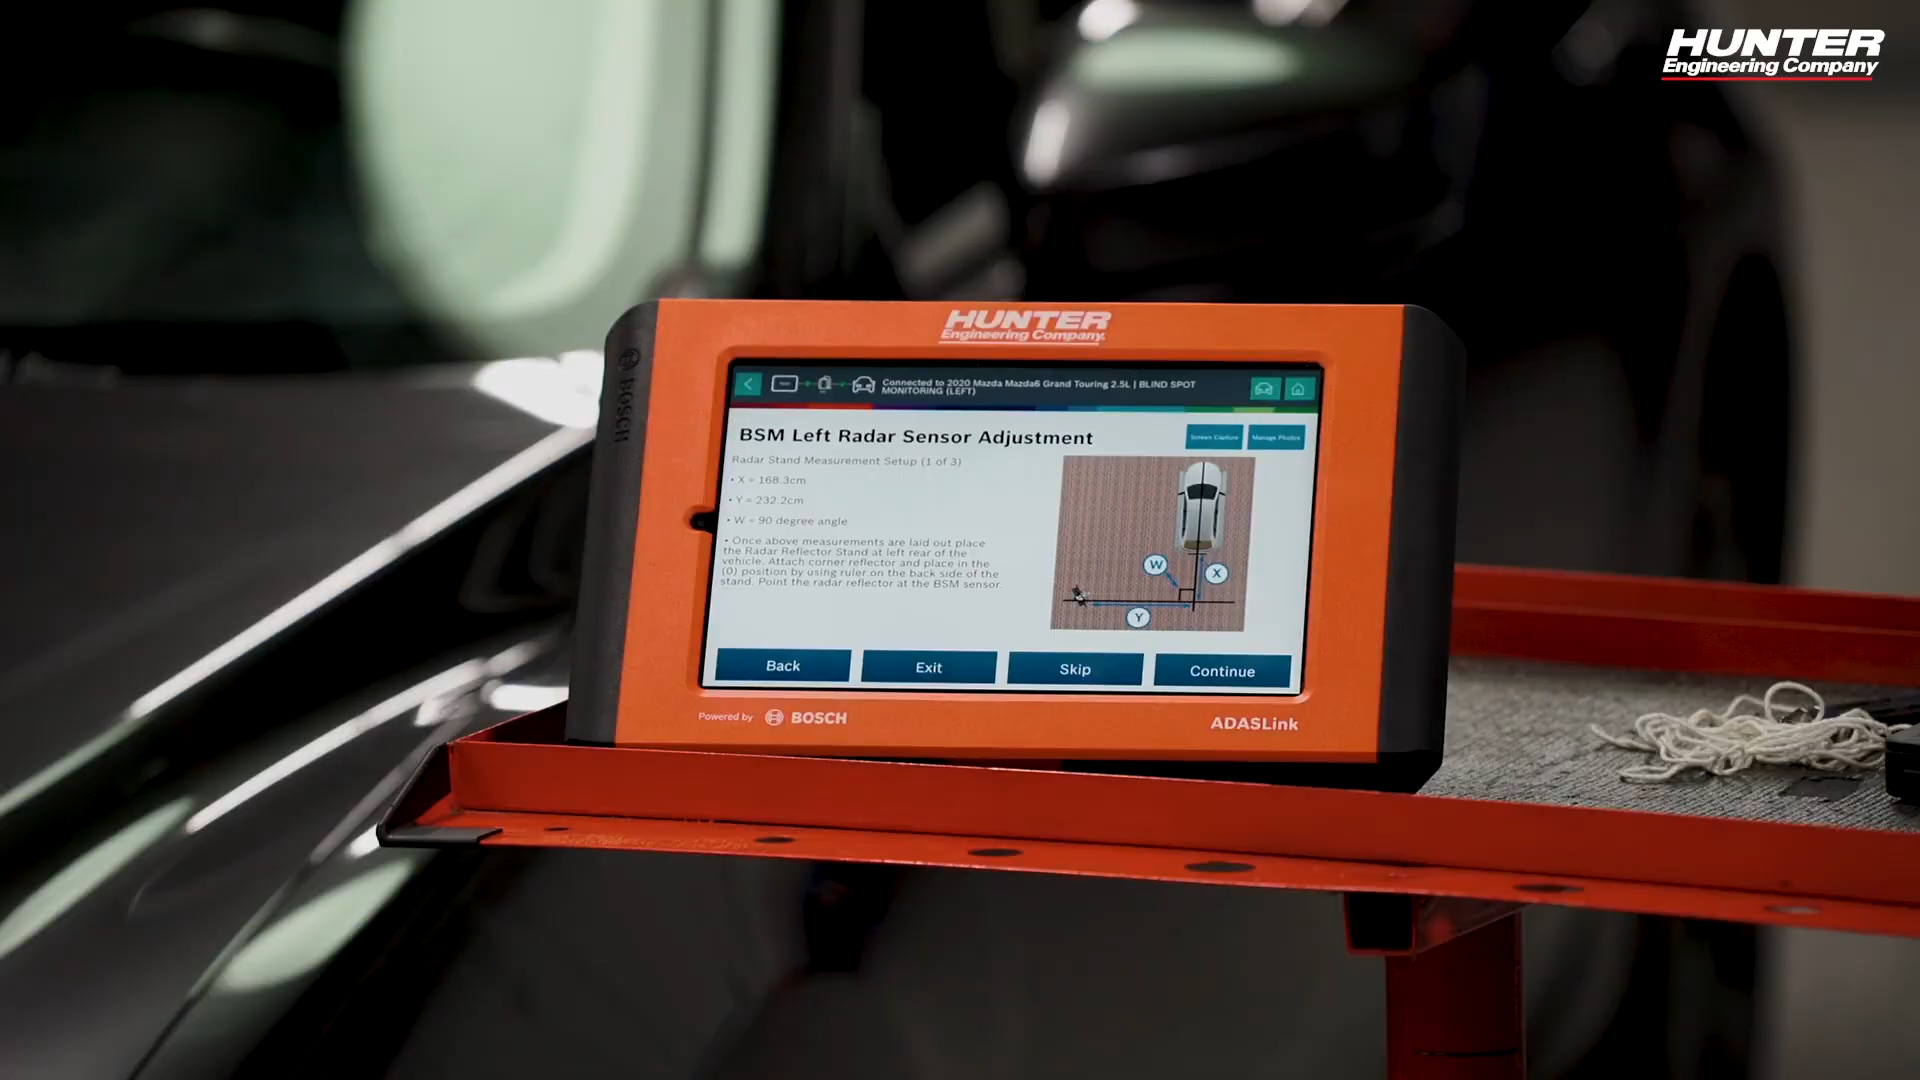 HUNTER
Engineering Company
HUNTER
Engineering Company
BOSCH
Connected to 2020 Mazda Mazda6 Grand Touring 2.5L | BLIND SPOT
MONITORING (LEFT)
BSM Left Radar Sensor Adjustment
Screen Capture
Manage Photos
Radar Stand Measurement Setup (1 of 3)
• X = 168.3cm
• Y = 232.2cm
• W = 90 degree angle
• Once above measurements are laid out place
the Radar Reflector Stand at left rear of the
vehicle. Attach corner reflector and place in the
(0) position by using ruler on the back side of the
stand. Point the radar reflector at the BSM sensor.
W
X
Y
Back
Exit
Skip
Continue
Powered by BOSCH
ADASLink